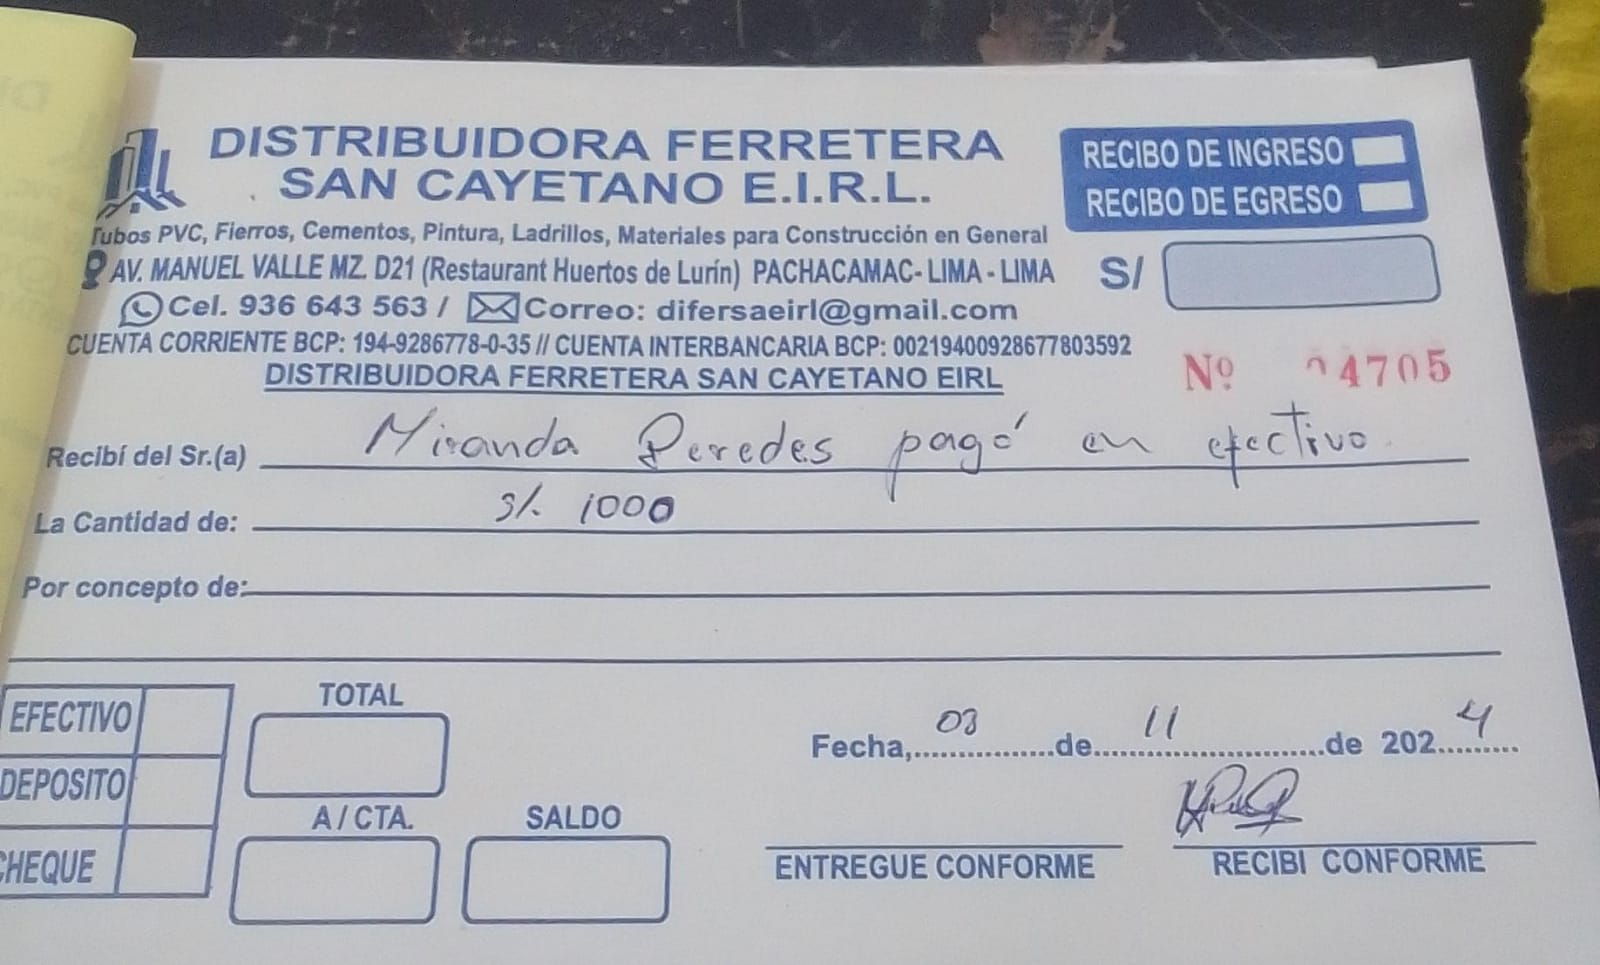 DISTRIBUIDORA FERRETERA
SAN CAYETANO E.I.R.L.
Tubos PVC, Fierros, Cementos, Pintura, Ladrillos, Materiales para Construcción en General
AV. MANUEL VALLE MZ. D21 (Restaurant Huertos de Lurín) PACHACAMAC- LIMA - LIMA
Cel. 936 643 563 / Correo: difersaeirl@gmail.com
CUENTA CORRIENTE BCP: 194-9286778-0-35 // CUENTA INTERBANCARIA BCP: 00219400928677803592
DISTRIBUIDORA FERRETERA SAN CAYETANO EIRL
RECIBO DE INGRESO
RECIBO DE EGRESO
S/
Nº 04705
Recibí del Sr.(a) Miranda Peredes pagó en efectivo.
La Cantidad de: S/. 1000
Por concepto de:
EFECTIVO
DEPOSITO
CHEQUE
TOTAL
A / CTA.
SALDO
Fecha, 03 de 11 de 2024
ENTREGUE CONFORME
RECIBI CONFORME